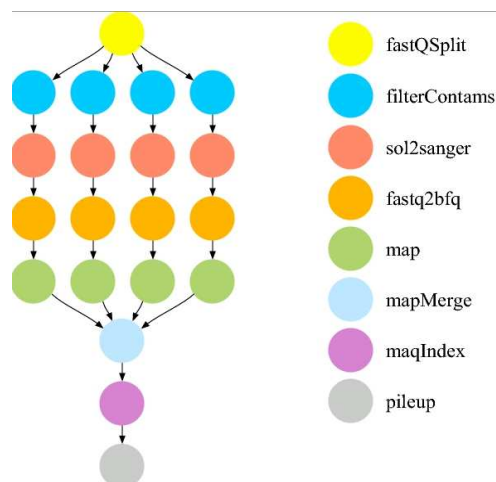 fastQSplit
filterContams
sol2sanger
fastq2bfq
map
mapMerge
maqIndex
pileup